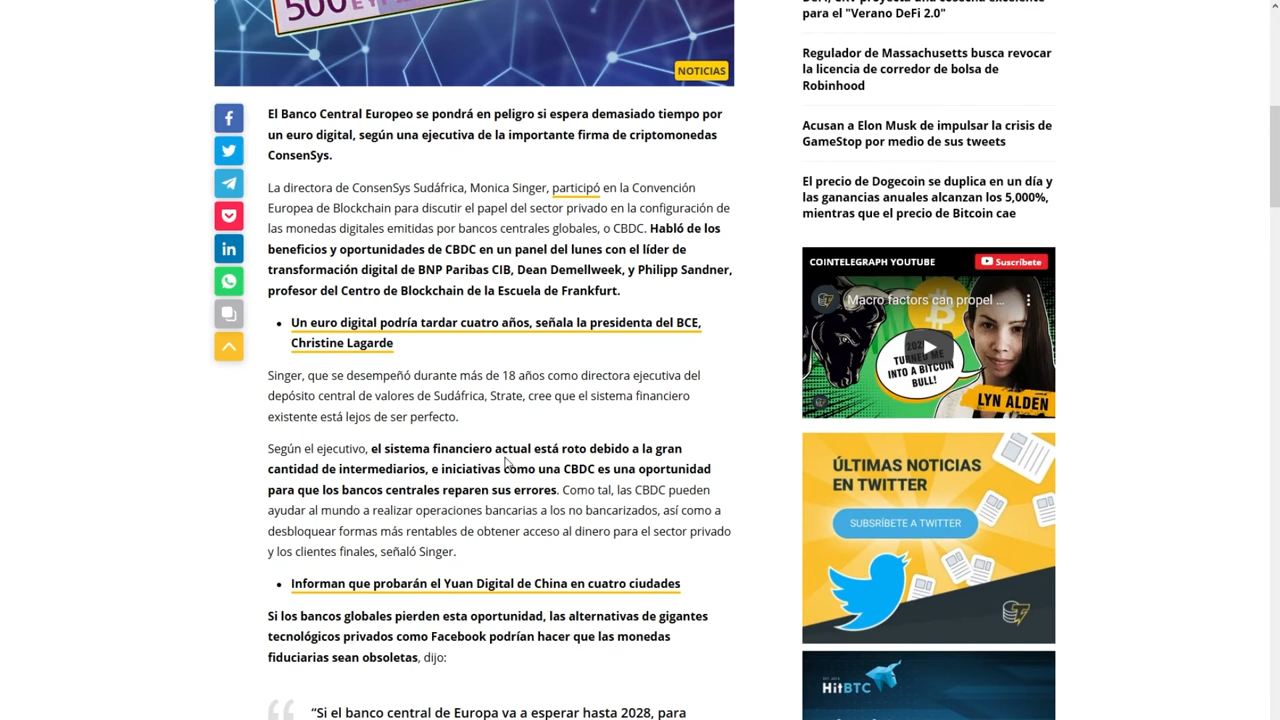 500
NOTICIAS
El Banco Central Europeo se pondrá en peligro si espera demasiado tiempo por
un euro digital, según una ejecutiva de la importante firma de criptomonedas
ConsenSys.
La directora de ConsenSys Sudáfrica, Monica Singer, participó en la Convención
Europea de Blockchain para discutir el papel del sector privado en la configuración de
las monedas digitales emitidas por bancos centrales globales, o CBDC. Habló de los
beneficios y oportunidades de CBDC en un panel del lunes con el líder de
transformación digital de BNP Paribas CIB, Dean Demellweek, y Philipp Sandner,
profesor del Centro de Blockchain de la Escuela de Frankfurt.
• Un euro digital podría tardar cuatro años, señala la presidenta del BCE,
Christine Lagarde
Singer, que se desempeñó durante más de 18 años como directora ejecutiva del
depósito central de valores de Sudáfrica, Strate, cree que el sistema financiero
existente está lejos de ser perfecto.
Según el ejecutivo, el sistema financiero actual está roto debido a la gran
cantidad de intermediarios, e iniciativas como una CBDC es una oportunidad
para que los bancos centrales reparen sus errores. Como tal, las CBDC pueden
ayudar al mundo a realizar operaciones bancarias a los no bancarizados, así como a
desbloquear formas más rentables de obtener acceso al dinero para el sector privado
y los clientes finales, señaló Singer.
• Informan que probarán el Yuan Digital de China en cuatro ciudades
Si los bancos globales pierden esta oportunidad, las alternativas de gigantes
tecnológicos privados como Facebook podrían hacer que las monedas
fiduciarias sean obsoletas, dijo:
“Si el banco central de Europa va a esperar hasta 2028, para
para el "Verano DeFi 2.0"
Regulador de Massachusetts busca revocar
la licencia de corredor de bolsa de
Robinhood
Acusan a Elon Musk de impulsar la crisis de
GameStop por medio de sus tweets
El precio de Dogecoin se duplica en un día y
las ganancias anuales alcanzan los 5,000%,
mientras que el precio de Bitcoin cae
COINTELEGRAPH YOUTUBE
Suscríbete
Macro factors can propel ...
TURNED ME
INTO A BITCOIN
BULL!
LYN ALDEN
ÚLTIMAS NOTICIAS
EN TWITTER
SUBSRÍBETE A TWITTER
HitBTC